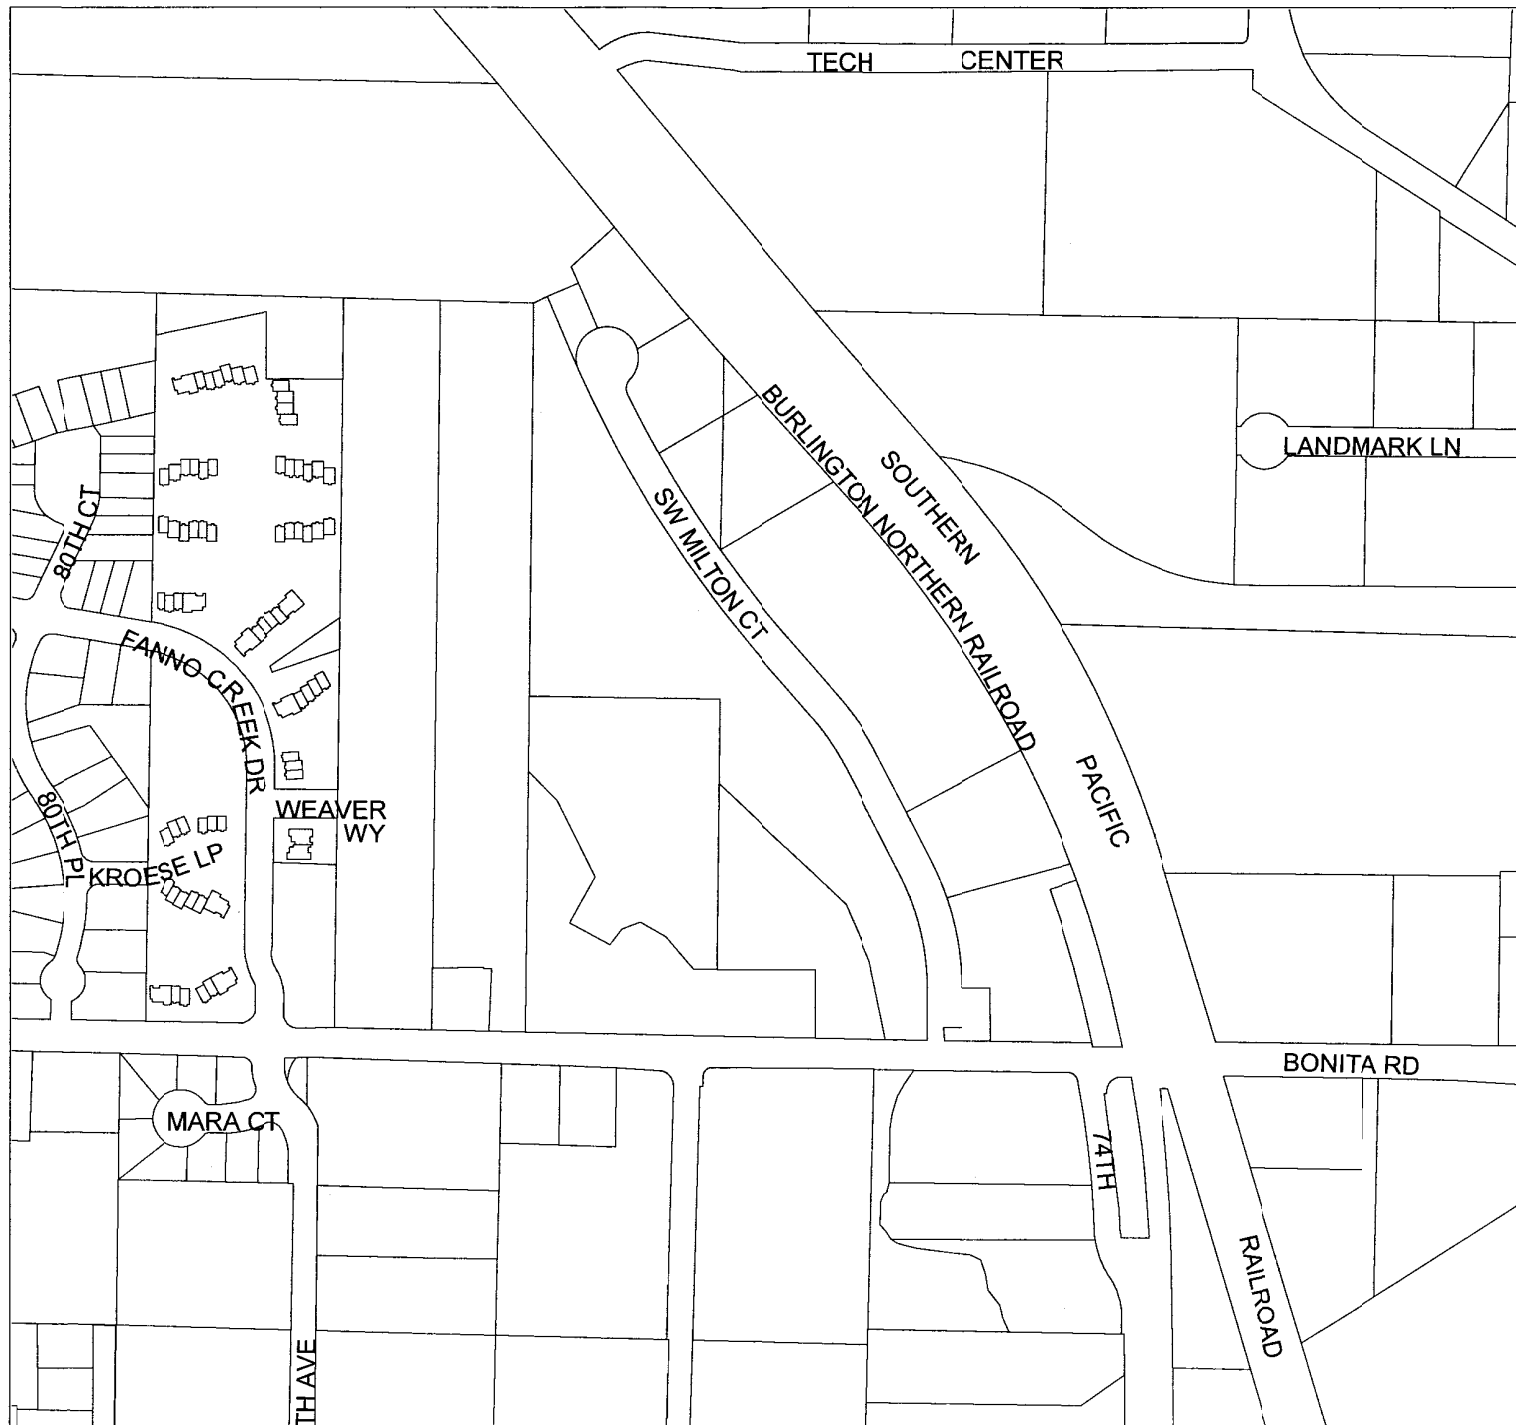 TECH CENTER
BURLINGTON NORTHERN RAILROAD
SOUTHERN
PACIFIC
RAILROAD
LANDMARK LN
SW MILTON CT
80TH CT
FANNO CREEK DR
WEAVER
WY
80TH PL
KROESE LP
BONITA RD
MARA CT
74TH
TH AVE